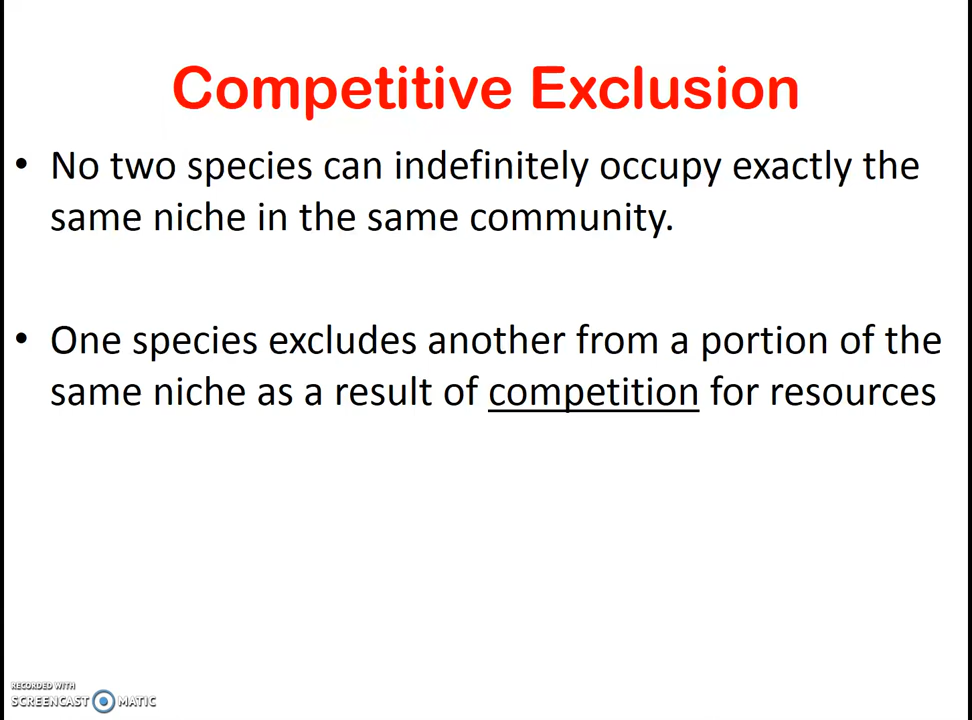 Competitive Exclusion
• No two species can indefinitely occupy exactly the
same niche in the same community.
• One species excludes another from a portion of the
same niche as a result of competition for resources
RECORDED WITH
SCREENCAST MATIC